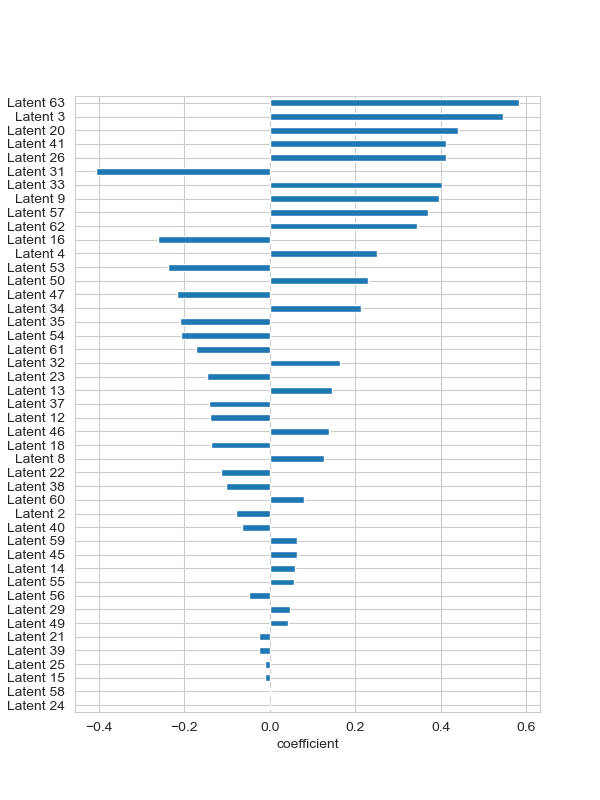 Latent 63
Latent 3
Latent 20
Latent 41
Latent 26
Latent 31
Latent 33
Latent 9
Latent 57
Latent 62
Latent 16
Latent 4
Latent 53
Latent 50
Latent 47
Latent 34
Latent 35
Latent 54
Latent 61
Latent 32
Latent 23
Latent 13
Latent 37
Latent 12
Latent 46
Latent 18
Latent 8
Latent 22
Latent 38
Latent 60
Latent 2
Latent 40
Latent 59
Latent 45
Latent 14
Latent 55
Latent 56
Latent 29
Latent 49
Latent 21
Latent 39
Latent 25
Latent 15
Latent 58
Latent 24
−0.4 −0.2 0.0 0.2 0.4 0.6
coefficient